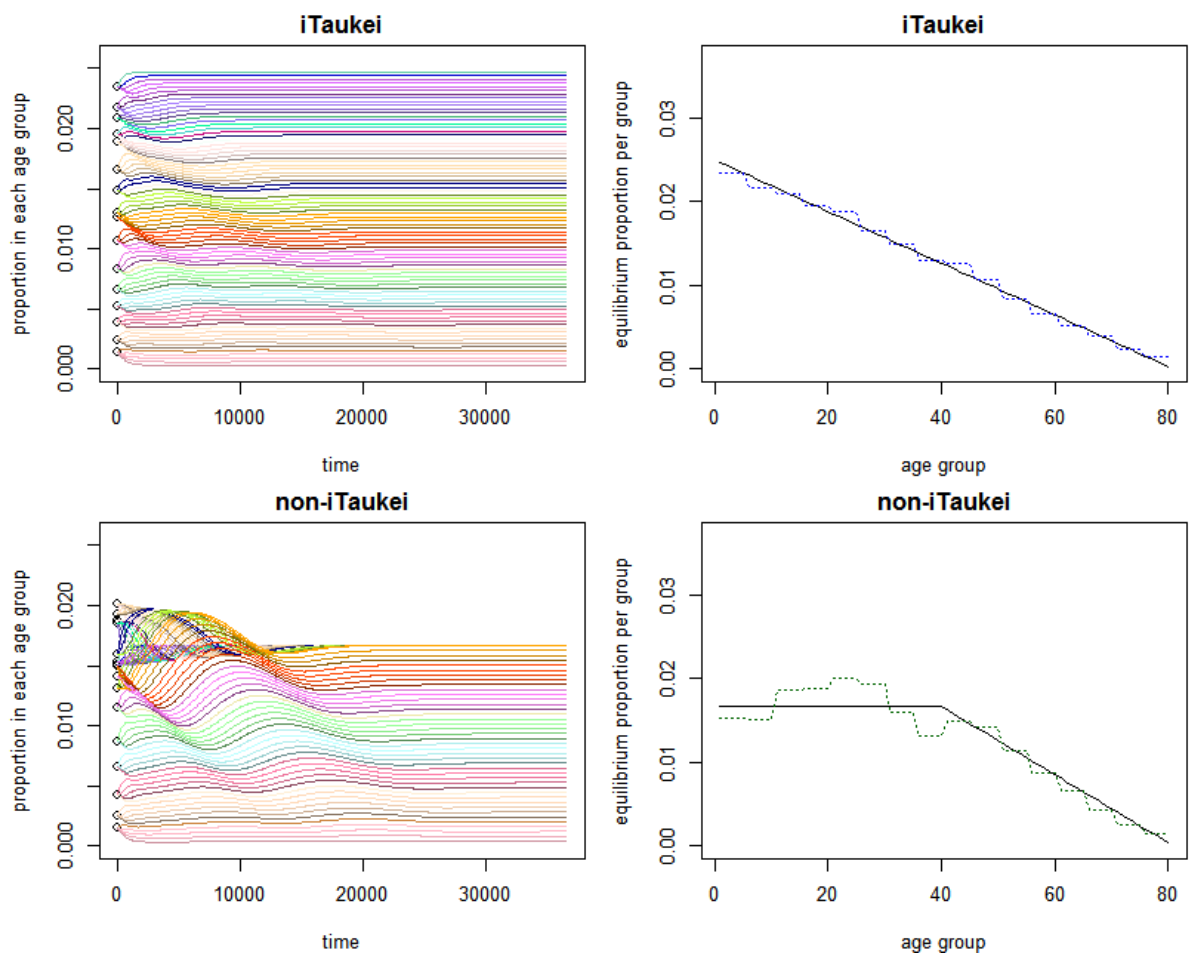 iTaukei
proportion in each age group
0.000
0.010
0.020
0
10000
20000
30000
time
iTaukei
equilibrium proportion per group
0.00
0.01
0.02
0.03
0
20
40
60
80
age group
non-iTaukei
proportion in each age group
0.000
0.010
0.020
0
10000
20000
30000
time
non-iTaukei
equilibrium proportion per group
0.00
0.01
0.02
0.03
0
20
40
60
80
age group